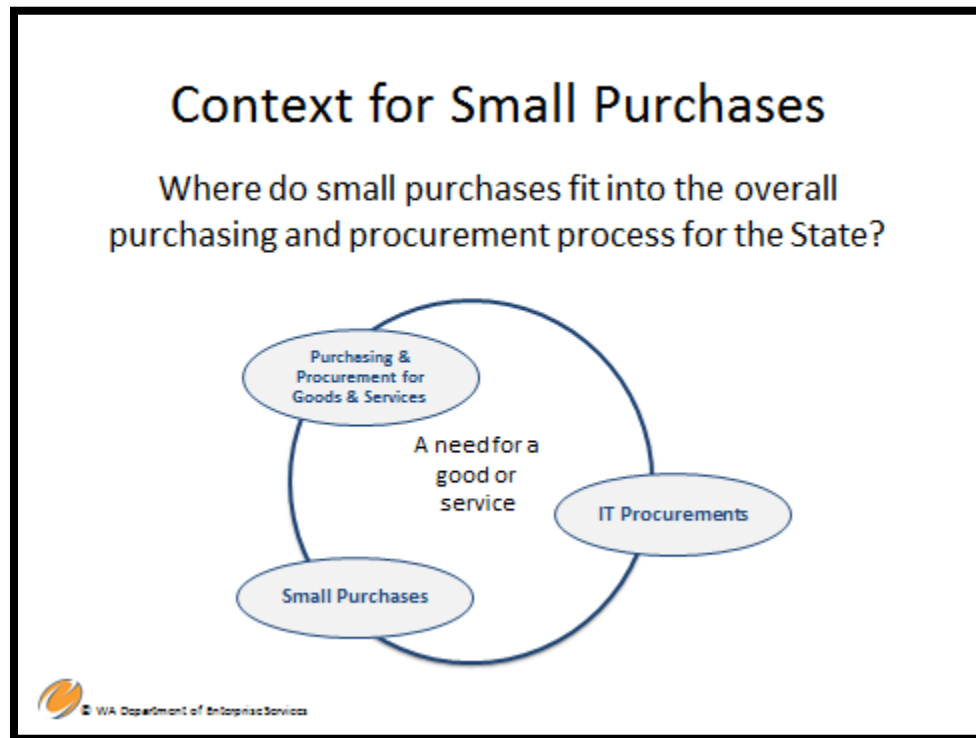 Context for Small Purchases
Where do small purchases fit into the overall
purchasing and procurement process for the State?
Purchasing &
Procurement for
Goods & Services
A need for a
good or
service
IT Procurements
Small Purchases
© WA Department of Enterprise Services